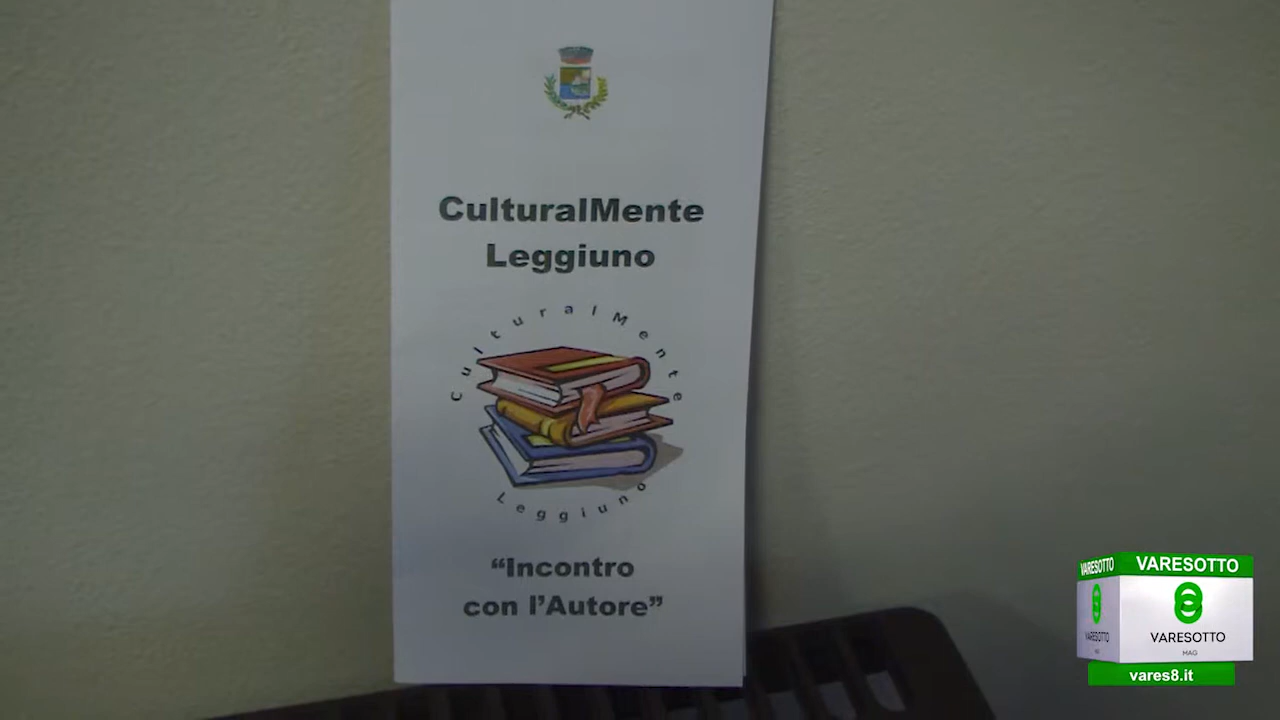 CulturalMente
Leggiuno
CulturalMente
Leggiuno
“Incontro
con l’Autore”
VARESOTTO
VARESOTTO
VARESOTTO
VARESOTTO
MAG
vares8.it